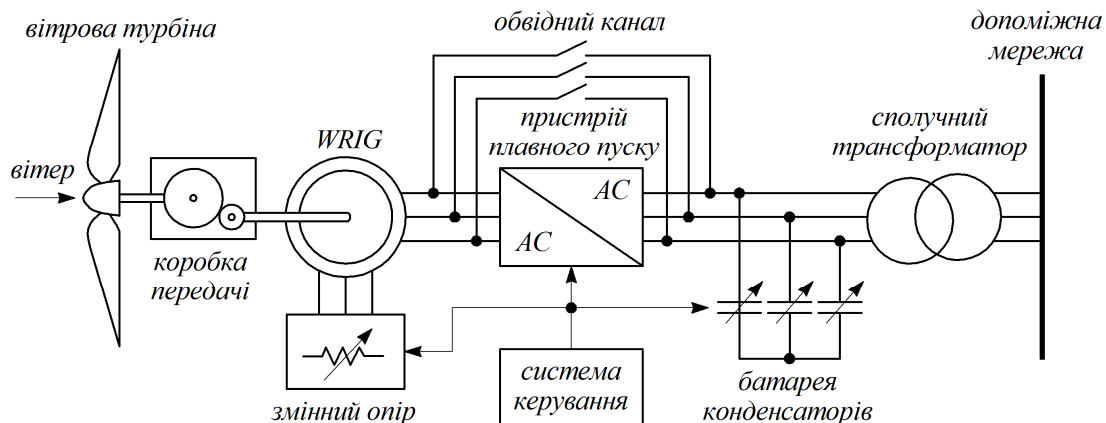 вітрова турбіна
обвідний канал
допоміжна
мережа
WRIG
пристрій
плавного пуску
сполучний
трансформатор
вітер
AC
AC
коробка
передачі
система
керування
змінний опір
батарея
конденсаторів